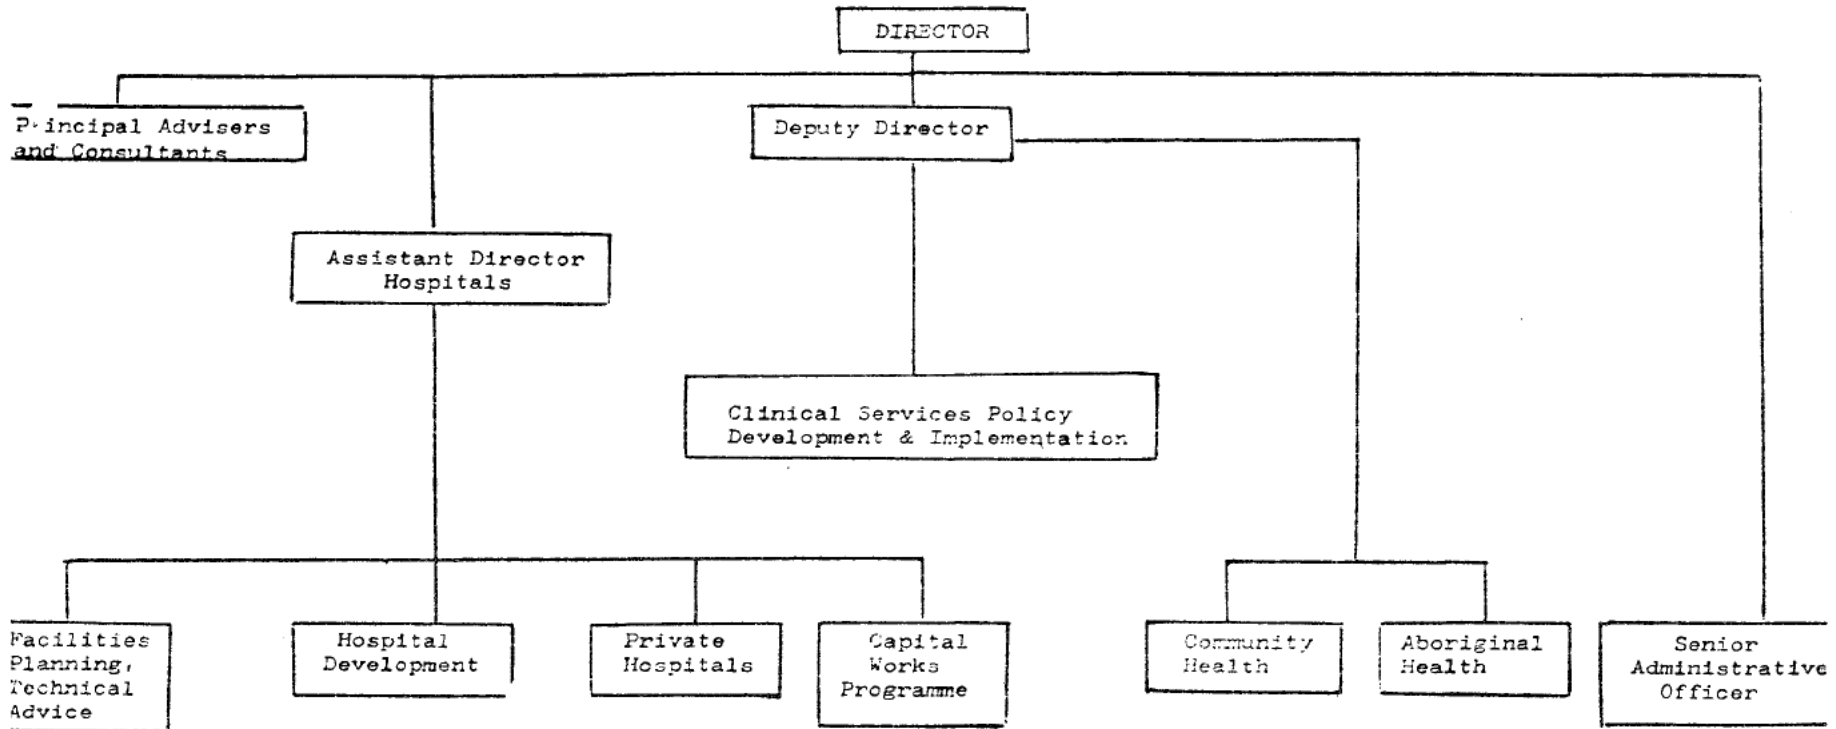 DIRECTOR
Principal Advisers
and Consultants
Deputy Director
Assistant Director
Hospitals
Clinical Services Policy
Development & Implementation
Facilities
Planning,
Technical
Advice
Hospital
Development
Private
Hospitals
Capital
Works
Programme
Community
Health
Aboriginal
Health
Senior
Administrative
Officer